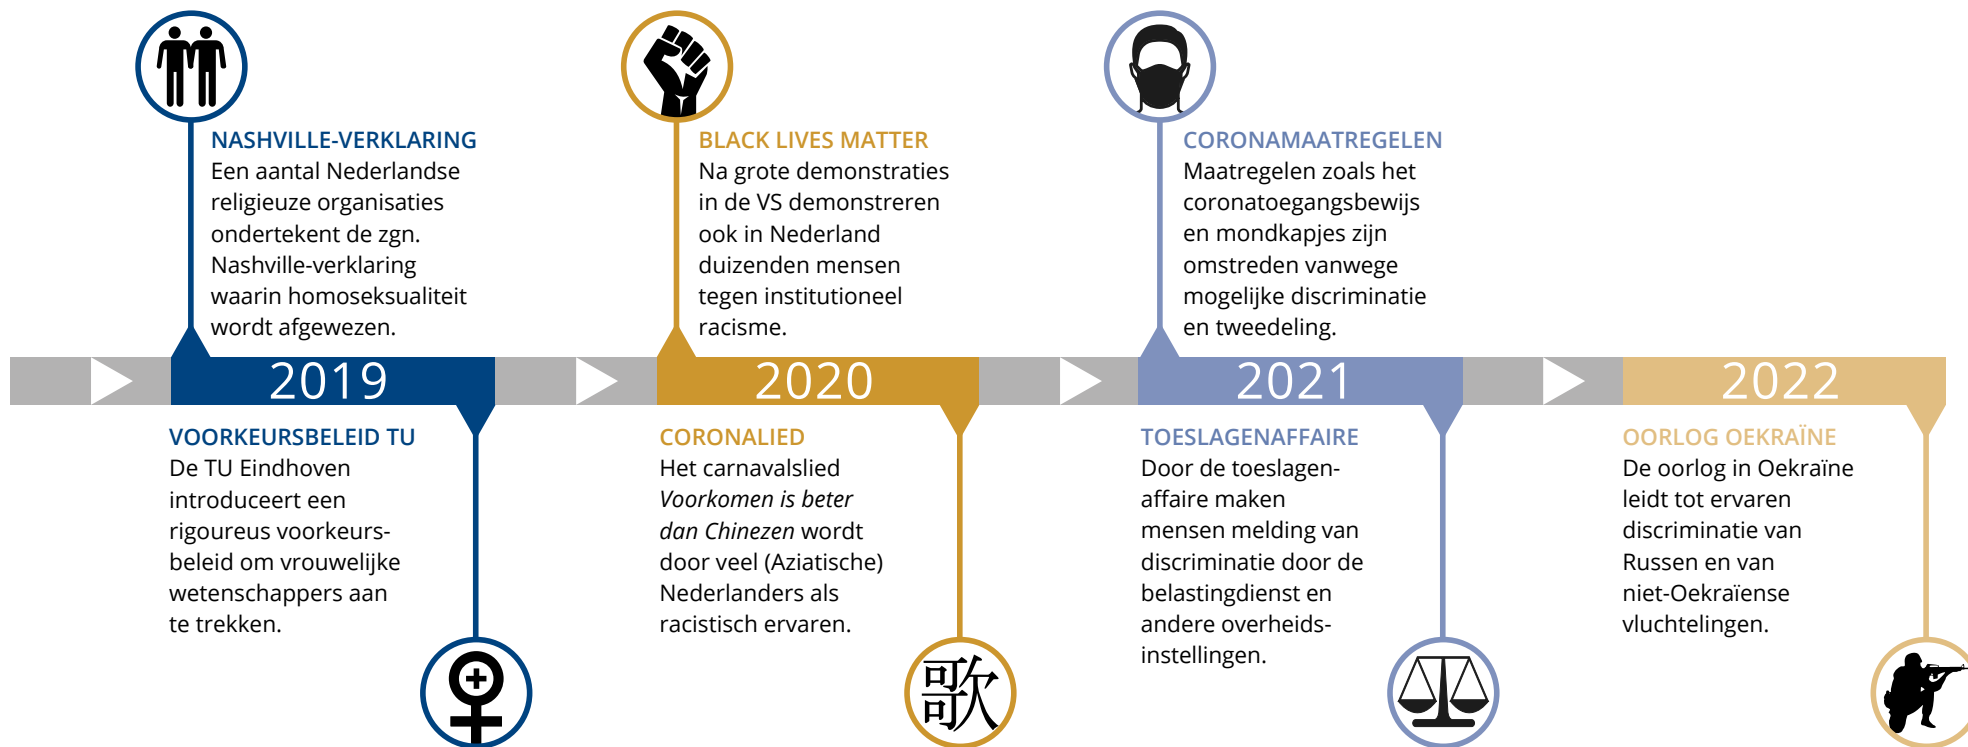 NASHVILLE-VERKLARING
Een aantal Nederlandse
religieuze organisaties
ondertekent de zgn.
Nashville-verklaring
waarin homoseksualiteit
wordt afgewezen.
BLACK LIVES MATTER
Na grote demonstraties
in de VS demonstreren
ook in Nederland
duizenden mensen
tegen institutioneel
racisme.
CORONAMAATREGELEN
Maatregelen zoals het
coronatoegangsbewijs
en mondkapjes zijn
omstreden vanwege
mogelijke discriminatie
en tweedeling.
2019
2020
2021
2022
VOORKEURSBELEID TU
De TU Eindhoven
introduceert een
rigoureus voorkeurs-
beleid om vrouwelijke
wetenschappers aan
te trekken.
CORONALIED
Het carnavalslied
Voorkomen is beter
dan Chinezen wordt
door veel (Aziatische)
Nederlanders als
racistisch ervaren.
歌
TOESLAGENAFFAIRE
Door de toeslagen-
affaire maken
mensen melding van
discriminatie door de
belastingdienst en
andere overheids-
instellingen.
OORLOG OEKRAÏNE
De oorlog in Oekraïne
leidt tot ervaren
discriminatie van
Russen en van
niet-Oekraïense
vluchtelingen.